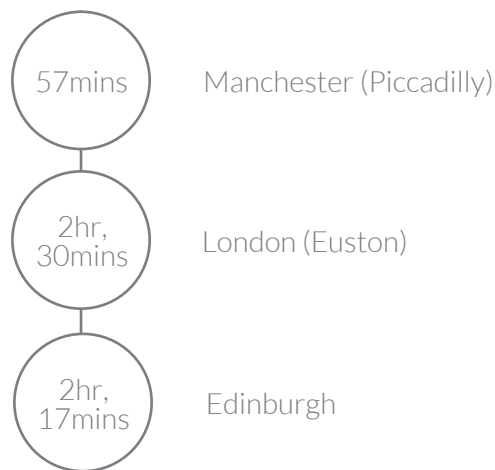 57mins
Manchester (Piccadilly)
2hr,
30mins
London (Euston)
2hr,
17mins
Edinburgh